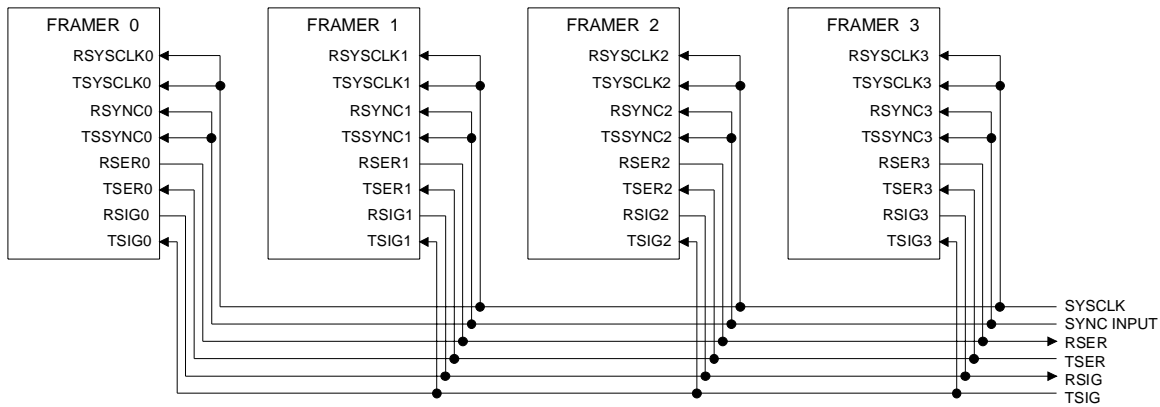 FRAMER 0
RSYSCLK0
TSYSCLK0
RSYNC0
TSSYNC0
RSER0
TSER0
RSIG0
TSIG0
FRAMER 1
RSYSCLK1
TSYSCLK1
RSYNC1
TSSYNC1
RSER1
TSER1
RSIG1
TSIG1
FRAMER 2
RSYSCLK2
TSYSCLK2
RSYNC2
TSSYNC2
RSER2
TSER2
RSIG2
TSIG2
FRAMER 3
RSYSCLK3
TSYSCLK3
RSYNC3
TSSYNC3
RSER3
TSER3
RSIG3
TSIG3
SYSCLK
SYNC INPUT
RSER
TSER
RSIG
TSIG